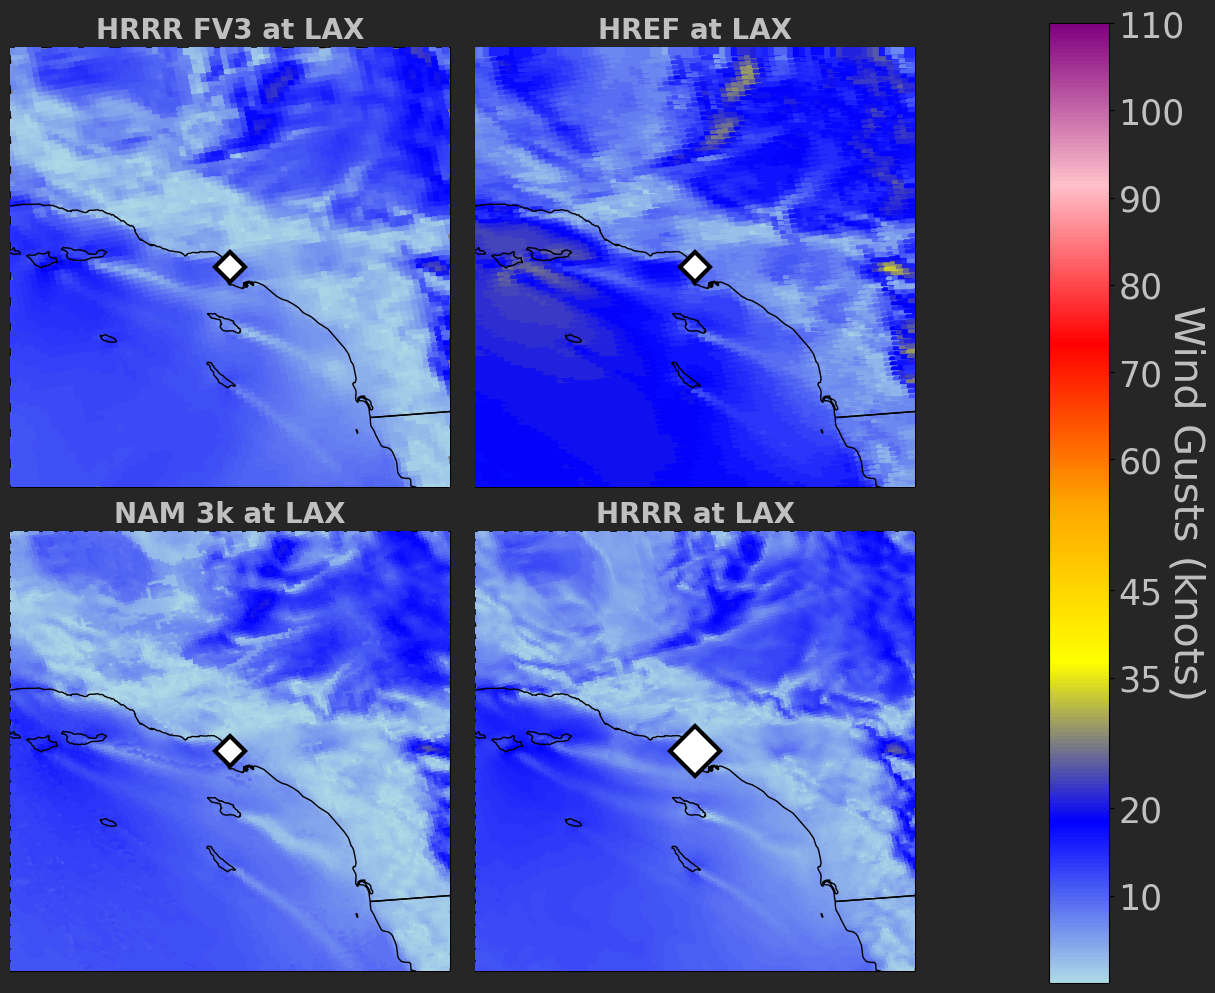 HRRR FV3 at LAX
HREF at LAX
NAM 3k at LAX
HRRR at LAX
110
100
90
80
70
60
45
35
20
10
Wind Gusts (knots)